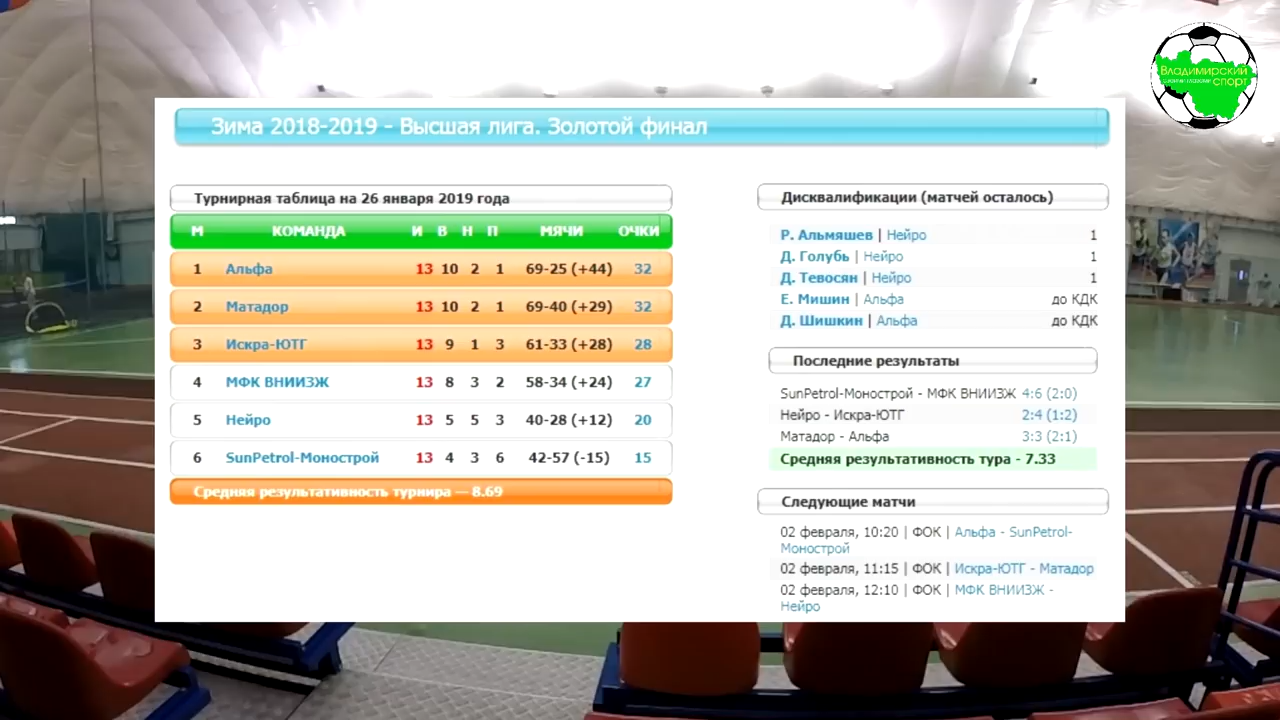 Владимирский
спорт
Зима 2018-2019 - Высшая лига. Золотой финал
Турнирная таблица на 26 января 2019 года
М КОМАНДА И В Н П МЯЧИ ОЧКИ
1 Альфа 13 10 2 1 69-25 (+44) 32
2 Матадор 13 10 2 1 69-40 (+29) 32
3 Искра-ЮТГ 13 9 1 3 61-33 (+28) 28
4 МФК ВНИИЗЖ 13 8 3 2 58-34 (+24) 27
5 Нейро 13 5 5 3 40-28 (+12) 20
6 SunPetrol-Монострой 13 4 3 6 42-57 (-15) 15
Средняя результативность турнира — 8.69
Дисквалификации (матчей осталось)
Р. Альмяшев | Нейро 1
Д. Голубь | Нейро 1
Д. Тевосян | Нейро 1
Е. Мишин | Альфа до КДК
Д. Шишкин | Альфа до КДК
Последние результаты
SunPetrol-Монострой - МФК ВНИИЗЖ 4:6 (2:0)
Нейро - Искра-ЮТГ 2:4 (1:2)
Матадор - Альфа 3:3 (2:1)
Средняя результативность тура - 7.33
Следующие матчи
02 февраля, 10:20 | ФОК | Альфа - SunPetrol-
Монострой
02 февраля, 11:15 | ФОК | Искра-ЮТГ - Матадор
02 февраля, 12:10 | ФОК | МФК ВНИИЗЖ -
Нейро